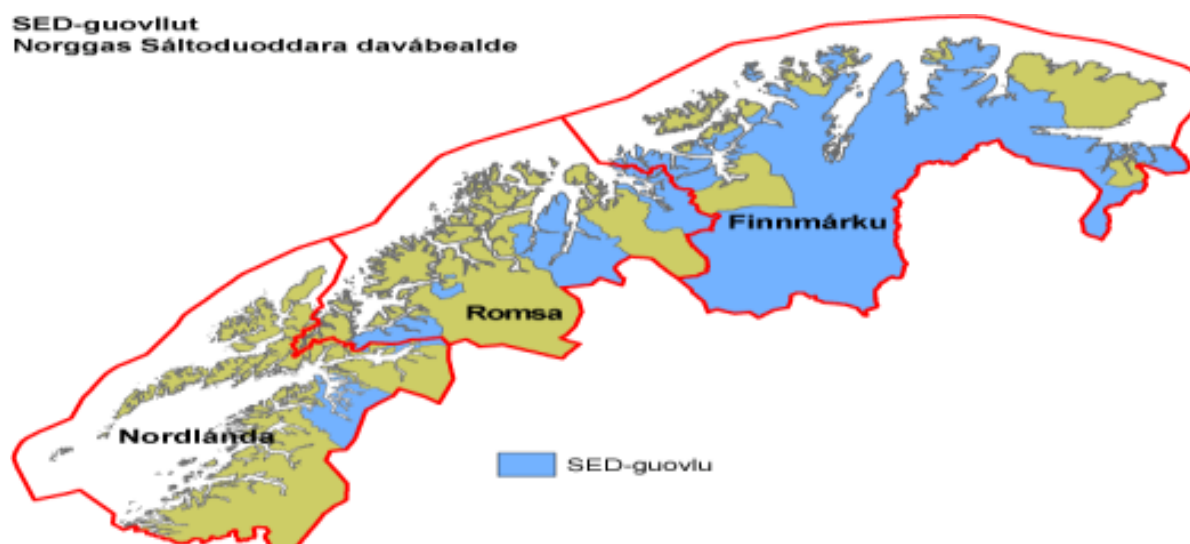 SED-guovllut
Norggas Sáltoduoddara davábealde
Finnmárku
Romsa
Nordlánda
SED-guovlu